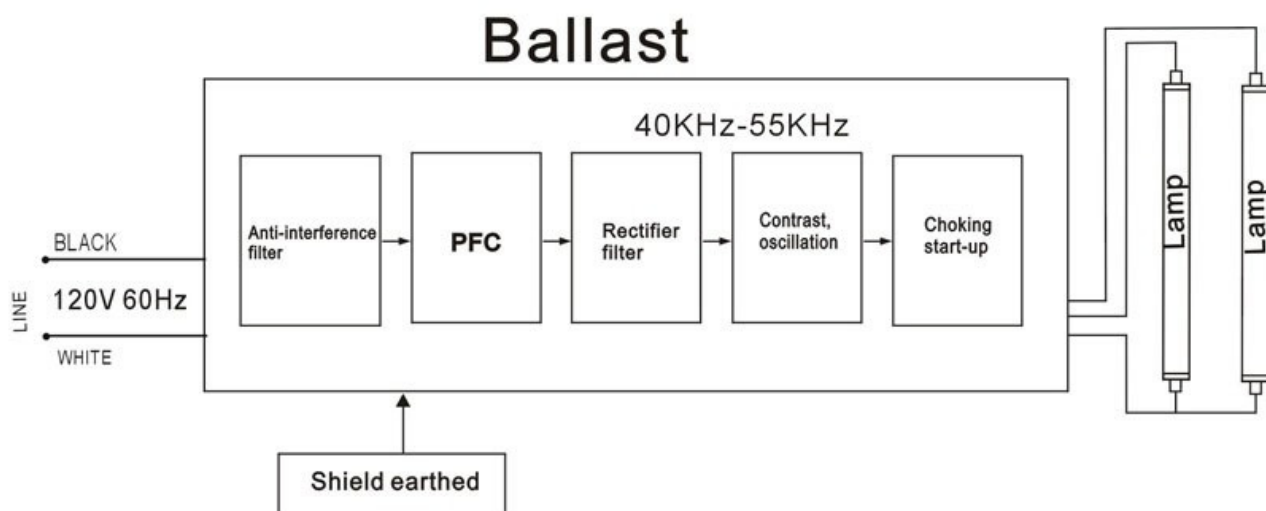 Ballast
40KHz-55KHz
Anti-interference
filter
PFC
Rectifier
filter
Contrast,
oscillation
Choking
start-up
BLACK
LINE
120V 60Hz
WHITE
Lamp
Lamp
Shield earthed